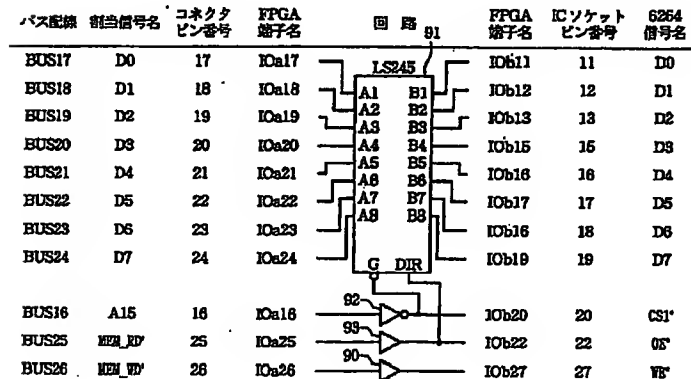 バス配線 割当信号名 コネクタピン番号 FPGA端子名 回路 91 FPGA端子名 ICソケットピン番号 6264信号名
BUS17 D0 17 IOa17 LS245 IOb11 11 D0
BUS18 D1 18 IOa18 A1 B1 IOb12 12 D1
BUS19 D2 19 IOa19 A2 B2 IOb13 13 D2
A3 B3
BUS20 D3 20 IOa20 A4 B4 IOb15 15 D3
BUS21 D4 21 IOa21 A5 B5 IOb16 16 D4
BUS22 D5 22 IOa22 A6 B6 IOb17 17 D5
A7 B7
BUS23 D6 23 IOa23 A8 B8 IOb16 18 D6
BUS24 D7 24 IOa24 G DIR IOb19 19 D7
BUS16 A15 16 IOa16 92 IOb20 20 CS1*
BUS25 MEM_RD* 25 IOa25 93 IOb22 22 OE*
BUS26 MEM_WD* 26 IOa26 90 IOb27 27 WE*